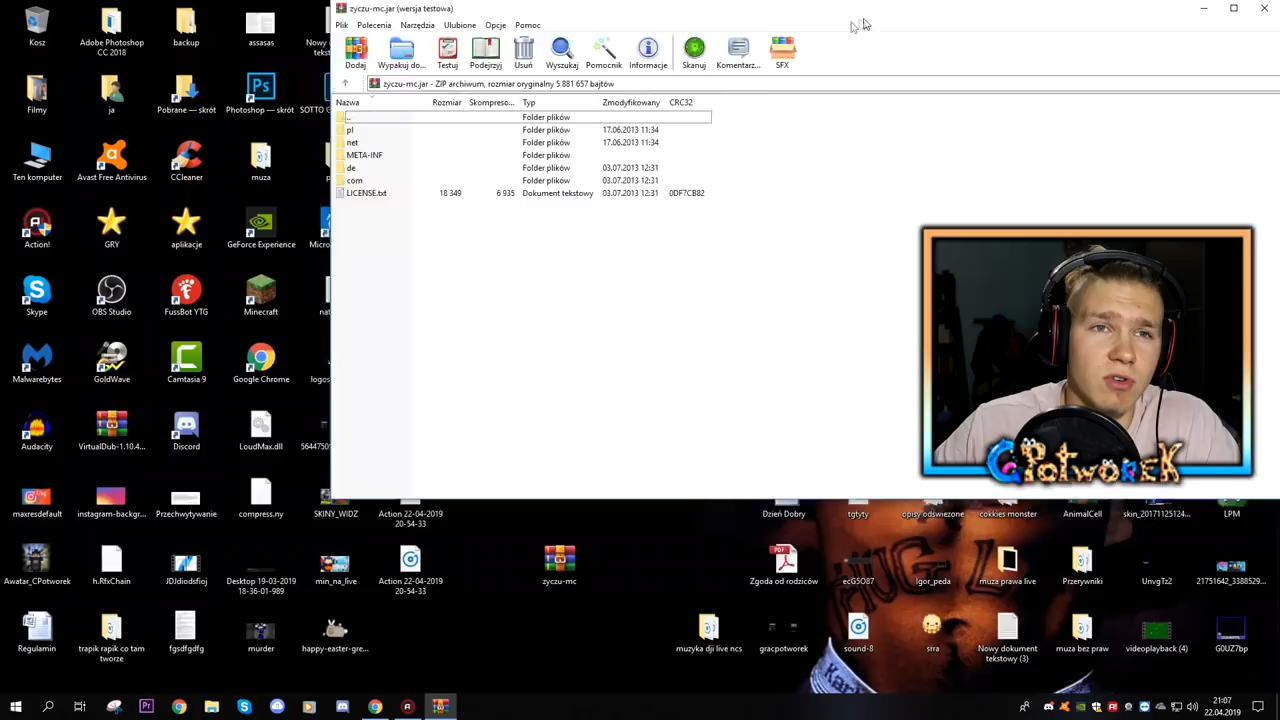 zyczu-mc.jar (wersja testowa)
Plik Polecenia Narzędzia Ulubione Opcje Pomoc
Dodaj Wypakuj do... Testuj Podejrzyj Usuń Wyszukaj Pomocnik Informacje Skanuj Komentarz... SFX
zyczu-mc.jar - ZIP archiwum, rozmiar oryginalny 5 881 657 bajtów
Nazwa Rozmiar Skompreso... Typ Zmodyfikowany CRC32
.. Folder plików
pl Folder plików 17.06.2013 11:34
net Folder plików 17.06.2013 11:34
META-INF Folder plików
de Folder plików 03.07.2013 12:31
com Folder plików 03.07.2013 12:31
LICENSE.txt 18 349 6 935 Dokument tekstowy 03.07.2013 12:31 0DF7CB82
Kosz
Adobe Photoshop
CC 2018
backup
assasas
Nowy
Filmy
ja
Pobrane — skrót
Photoshop — skrót
SOTTO
Ten komputer
Avast Free Antivirus
CCleaner
muza
Action!
GRY
aplikacje
GeForce Experience
Skype
OBS Studio
FussBot YTG
Minecraft
Malwarebytes
GoldWave
Camtasia 9
Google Chrome
Audacity
VirtualDub-1.10.4...
Discord
LoudMax.dll
maxresdefault
instagram-backgr...
Przechwytywanie
compress.ny
SKINY_WIDZ
Action 22-04-2019
20-54-33
Dzień Dobry
tgtyty
opisy odświezone
cokkies monster
AnimalCell
skin_20171125124...
LPM
Awatar_CPotworek
h.RfxChain
JDJdiodsfioj
Desktop 19-03-2019
18-36-01-989
min_na_live
Action 22-04-2019
20-54-33
zyczu-mc
PDF
Zgoda od rodziców
ecG5O87
Igor_peda
muza prawa live
Przerywniki
UnvgTz2
21751642_3388529...
Regulamin
trapik rapik co tam
tworze
fgsdfgdfg
murder
happy-easter-gre...
muzyka dji live ncs
gracpotworek
sound-8
srra
Nowy dokument
tekstowy (3)
muza bez praw
videoplayback (4)
G0UZ7bp
CPotworek
21:07
22.04.2019